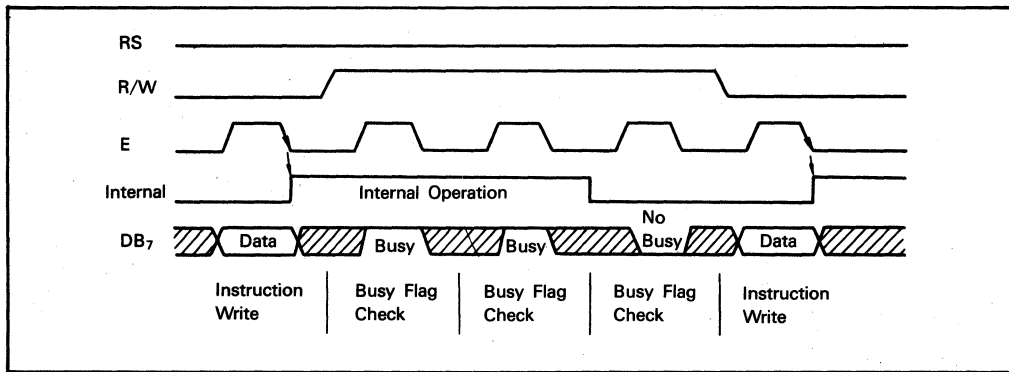 RS
R/W
E
Internal
Internal Operation
DB7
Data
Busy
Busy
No
Busy
Data
Instruction
Write
Busy Flag
Check
Busy Flag
Check
Busy Flag
Check
Instruction
Write